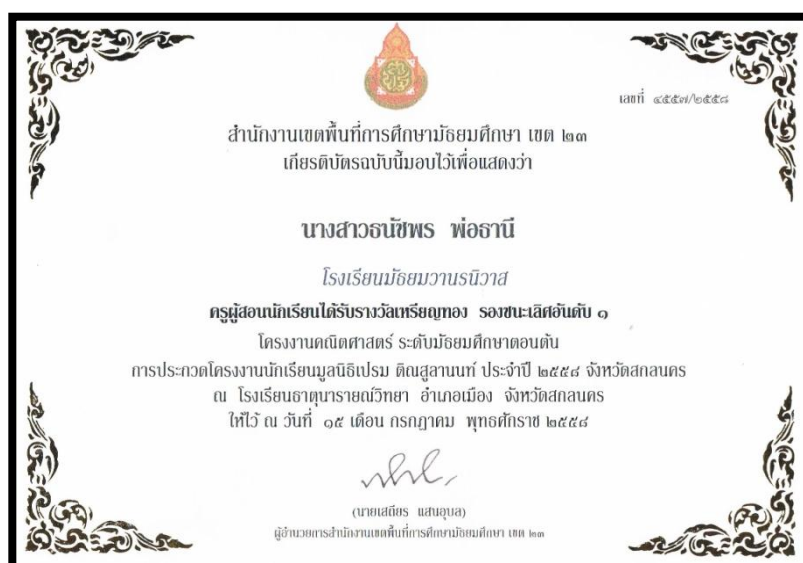 เลขที่ ๔๕๕๗/๒๕๕๘
สำนักงานเขตพื้นที่การศึกษามัธยมศึกษา เขต ๒๓
เกียรติบัตรฉบับนี้มอบไว้เพื่อแสดงว่า
นางสาวธนัชพร พ่อธานี
โรงเรียนมัธยมวานรนิวาส
ครูผู้สอนนักเรียนได้รับรางวัลเหรียญทอง รองชนะเลิศอันดับ ๑
โครงงานคณิตศาสตร์ ระดับมัธยมศึกษาตอนต้น
การประกวดโครงงานนักเรียนมูลนิธิเปรม ติณสูลานนท์ ประจำปี ๒๕๕๘ จังหวัดสกลนคร
ณ โรงเรียนธาตุนารายณ์วิทยา อำเภอเมือง จังหวัดสกลนคร
ให้ไว้ ณ วันที่ ๑๕ เดือน กรกฎาคม พุทธศักราช ๒๕๕๘
(นายเสถียร แสนอุบล)
ผู้อำนวยการสำนักงานเขตพื้นที่การศึกษามัธยมศึกษา เขต ๒๓